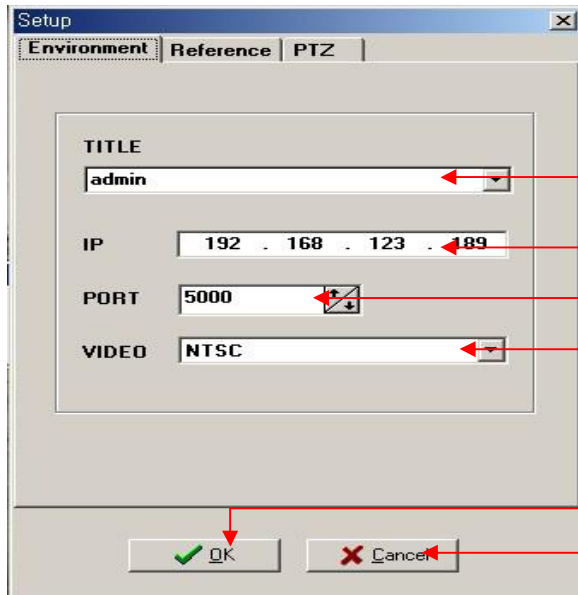 Setup
Environment Reference PTZ
TITLE
admin
IP 192 . 168 . 123 . 189
PORT 5000
VIDEO NTSC
OK Cancel